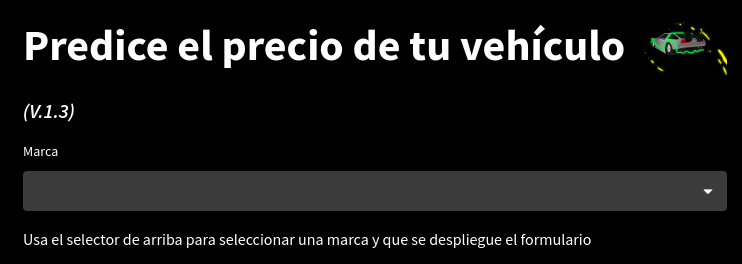 Predice el precio de tu vehículo
(V.1.3)
Marca
Usa el selector de arriba para seleccionar una marca y que se despliegue el formulario